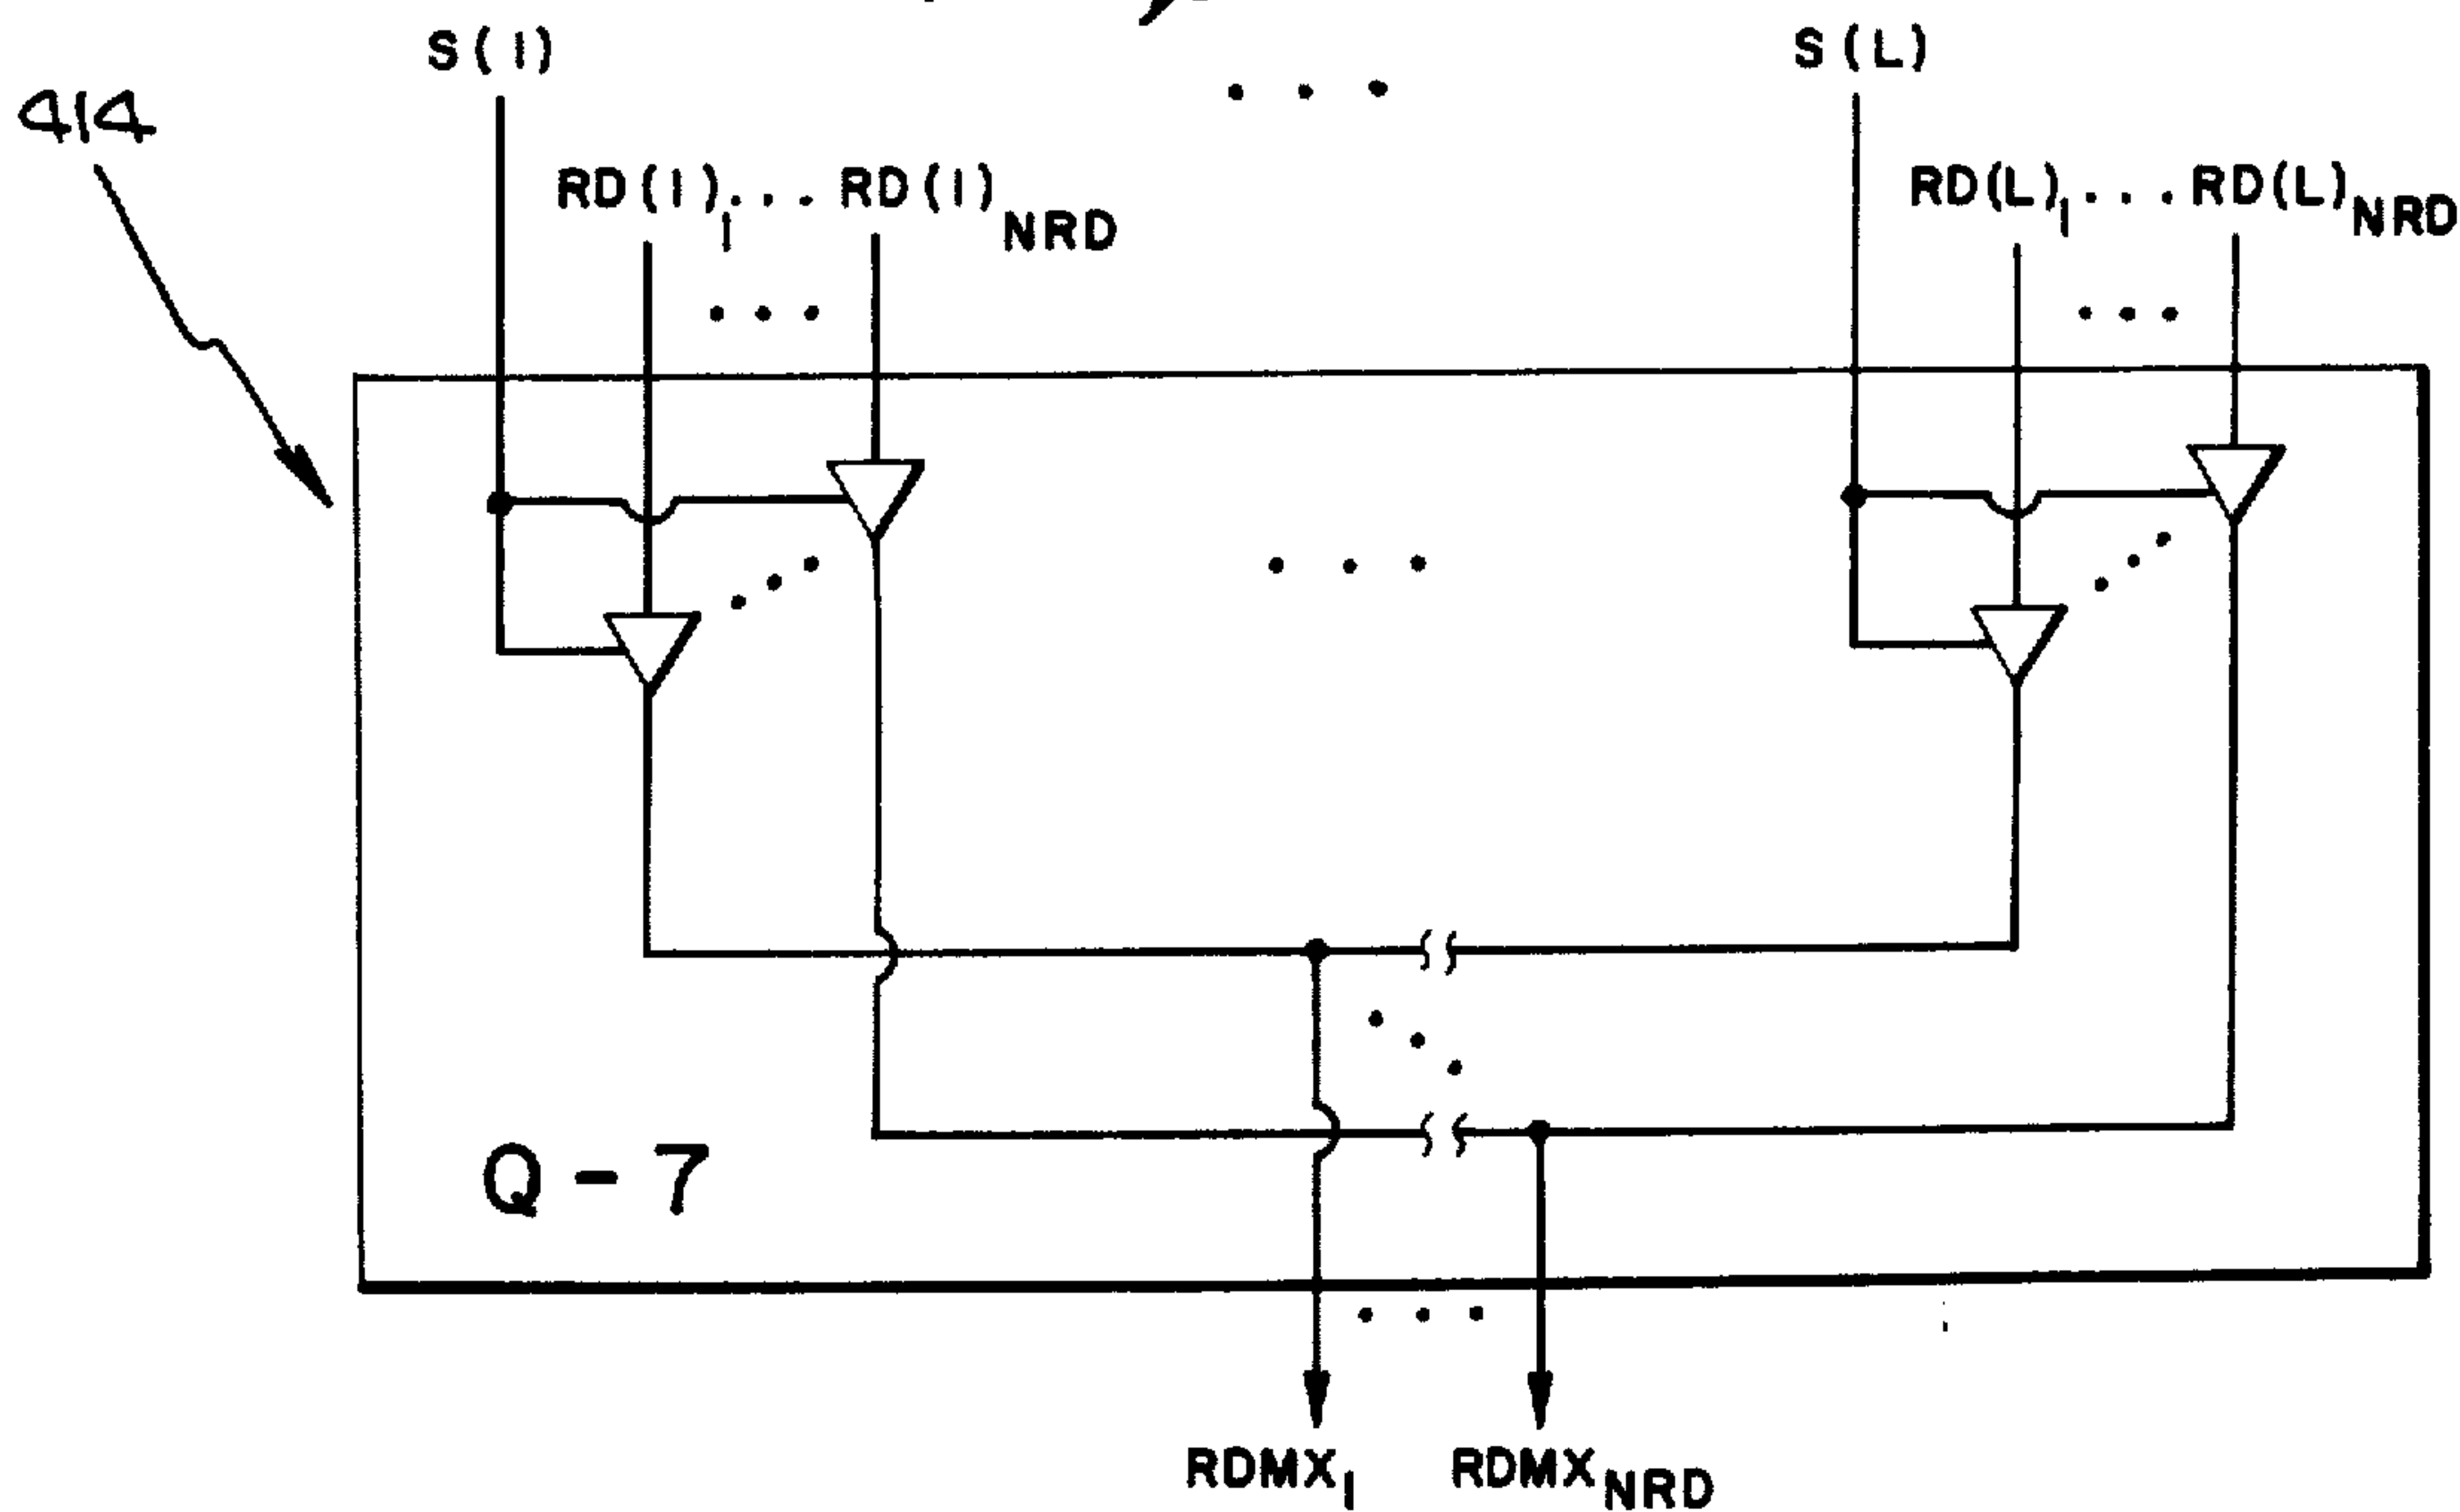 S(1) . . . S(L)
414
RD(1)₁ . . . RD(1)NRD RD(L)₁ . . . RD(L)NRD
Q-7
RDMX₁ RDMXNRD